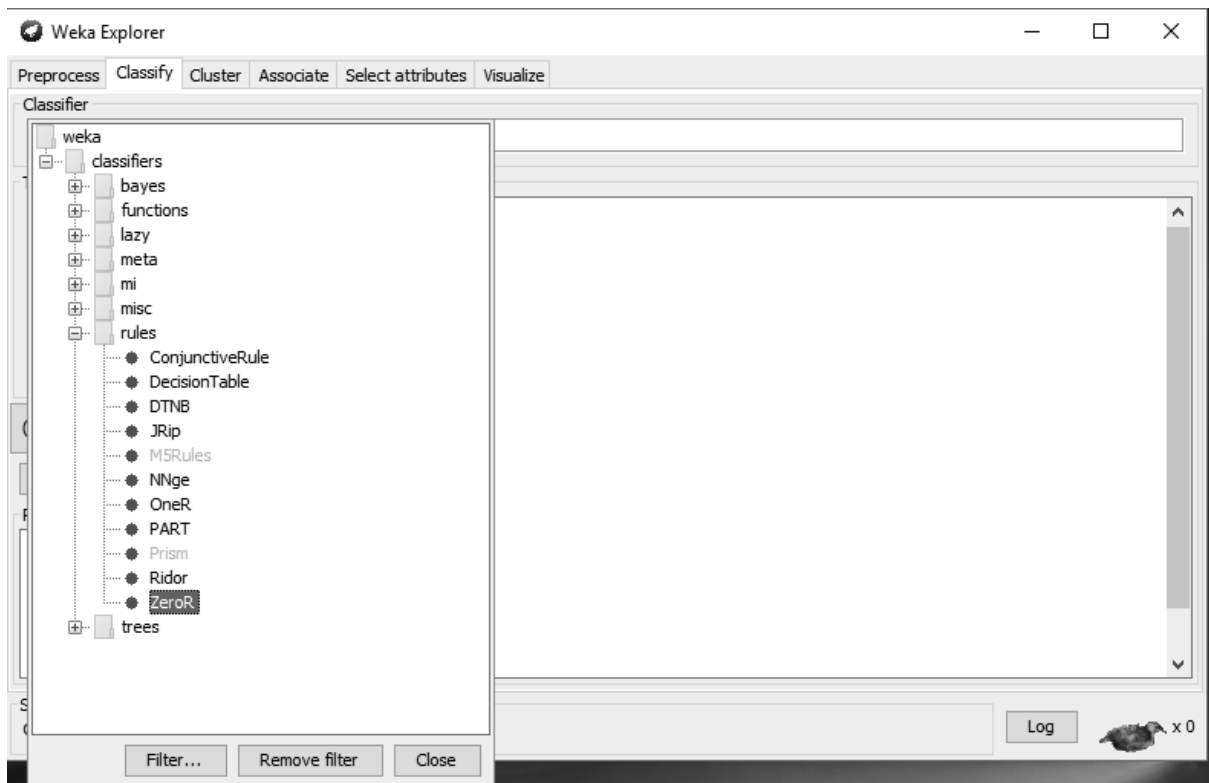 Weka Explorer
Preprocess Classify Cluster Associate Select attributes Visualize
Classifier
weka
classifiers
bayes
functions
lazy
meta
mi
misc
rules
ConjunctiveRule
DecisionTable
DTNB
JRip
M5Rules
NNge
OneR
PART
Prism
Ridor
ZeroR
trees
Filter... Remove filter Close
Log x 0